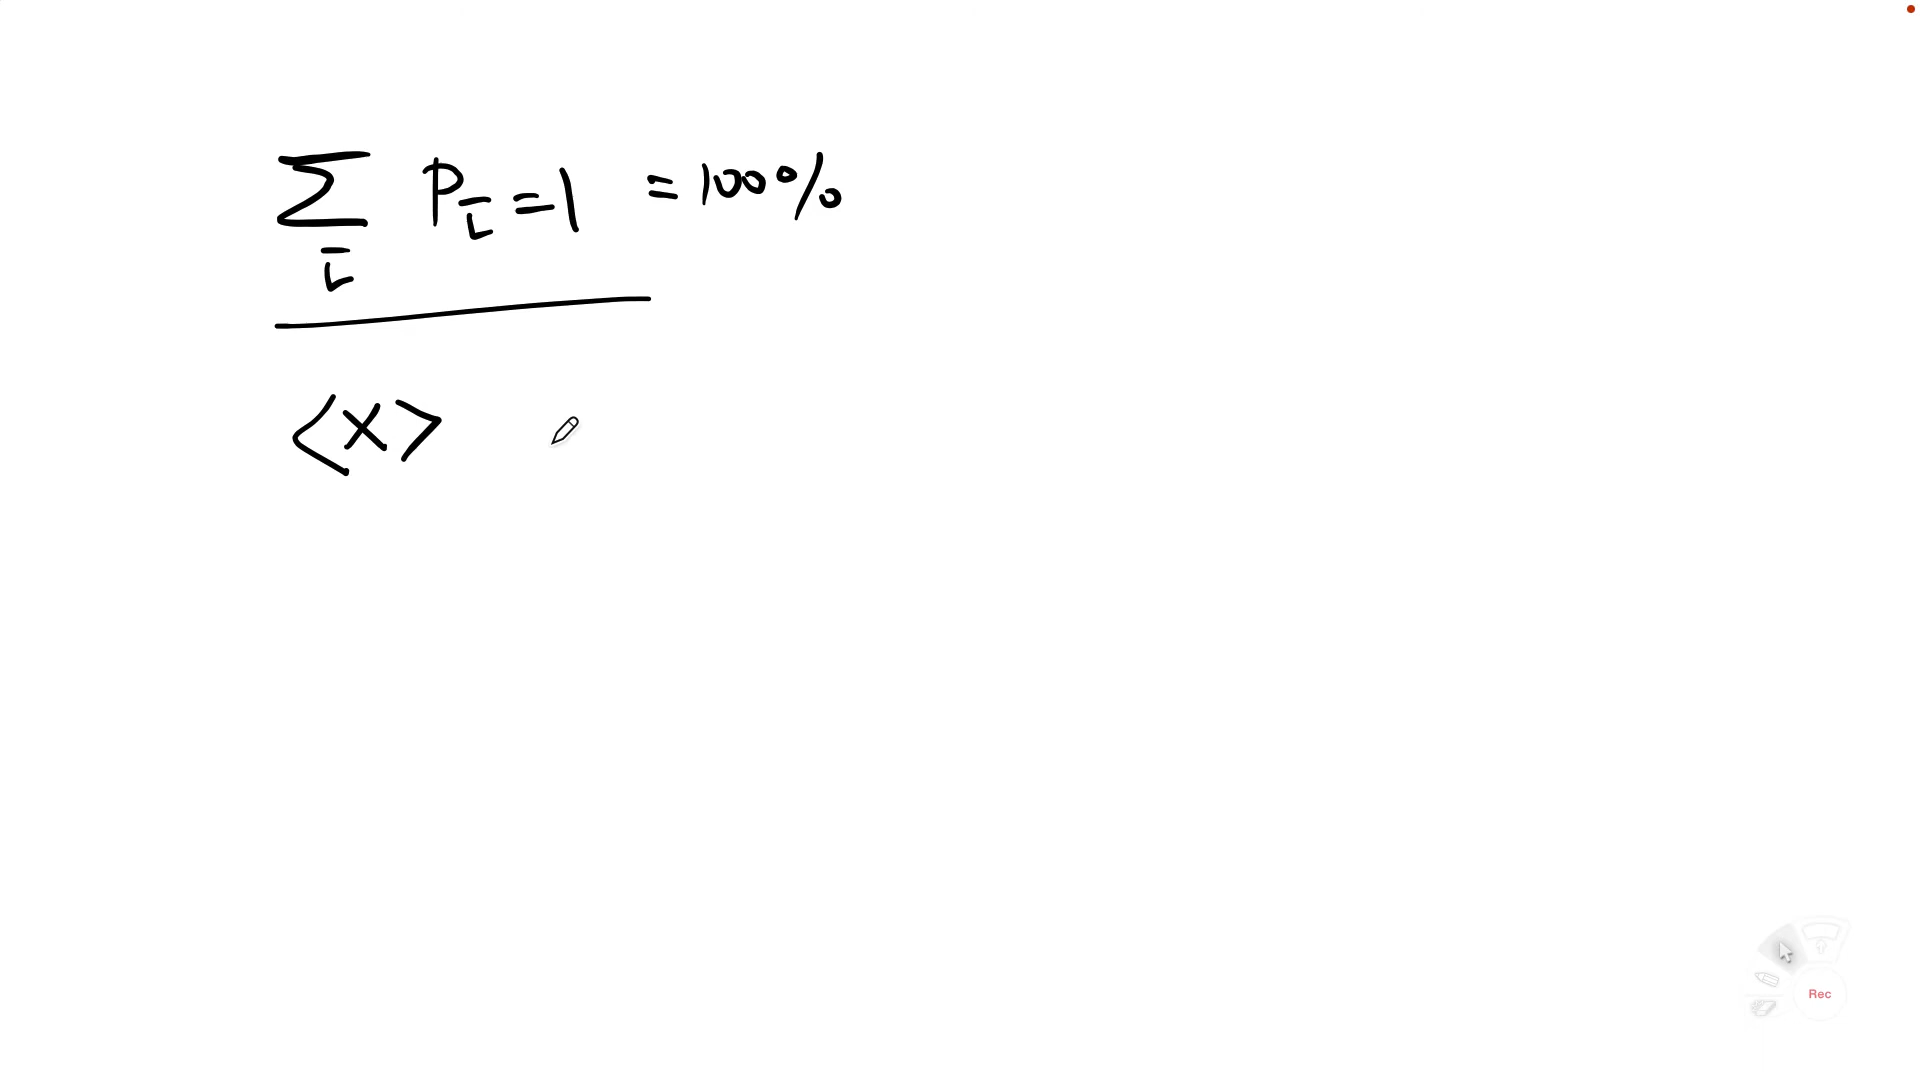 ∑ᵢ Pᵢ = 1 = 100%
<x>
Rec